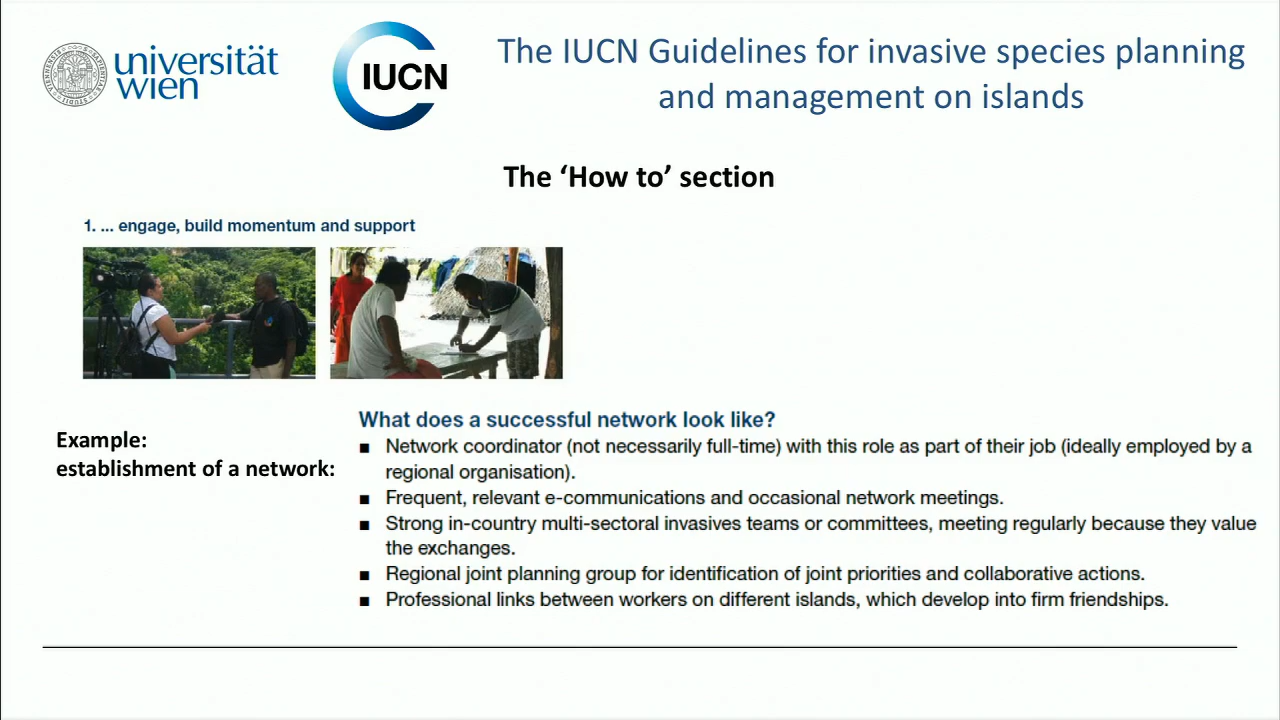 universität
wien
IUCN
The IUCN Guidelines for invasive species planning
and management on islands
The ‘How to’ section
1. ... engage, build momentum and support
Example:
establishment of a network:
What does a successful network look like?
■ Network coordinator (not necessarily full-time) with this role as part of their job (ideally employed by a
regional organisation).
■ Frequent, relevant e-communications and occasional network meetings.
■ Strong in-country multi-sectoral invasives teams or committees, meeting regularly because they value
the exchanges.
■ Regional joint planning group for identification of joint priorities and collaborative actions.
■ Professional links between workers on different islands, which develop into firm friendships.